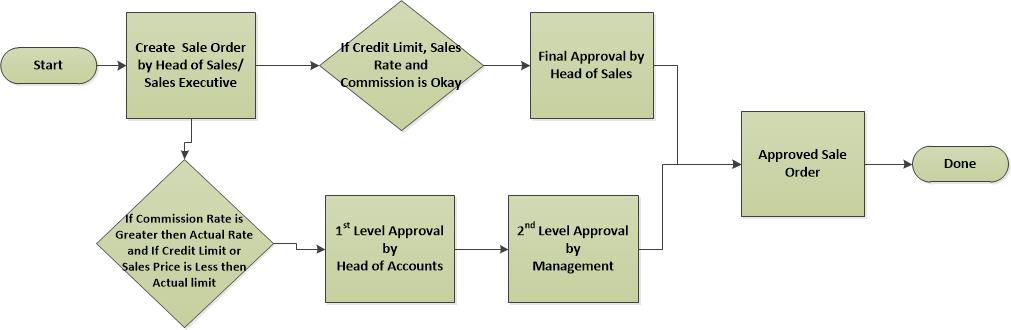 Start
Create Sale Order
by Head of Sales/
Sales Executive
If Credit Limit, Sales
Rate and
Commission is Okay
Final Approval by
Head of Sales
Approved Sale
Order
Done
If Commission Rate is
Greater then Actual Rate
and If Credit Limit or
Sales Price is Less then
Actual limit
1st Level Approval
by
Head of Accounts
2nd Level Approval
by
Management